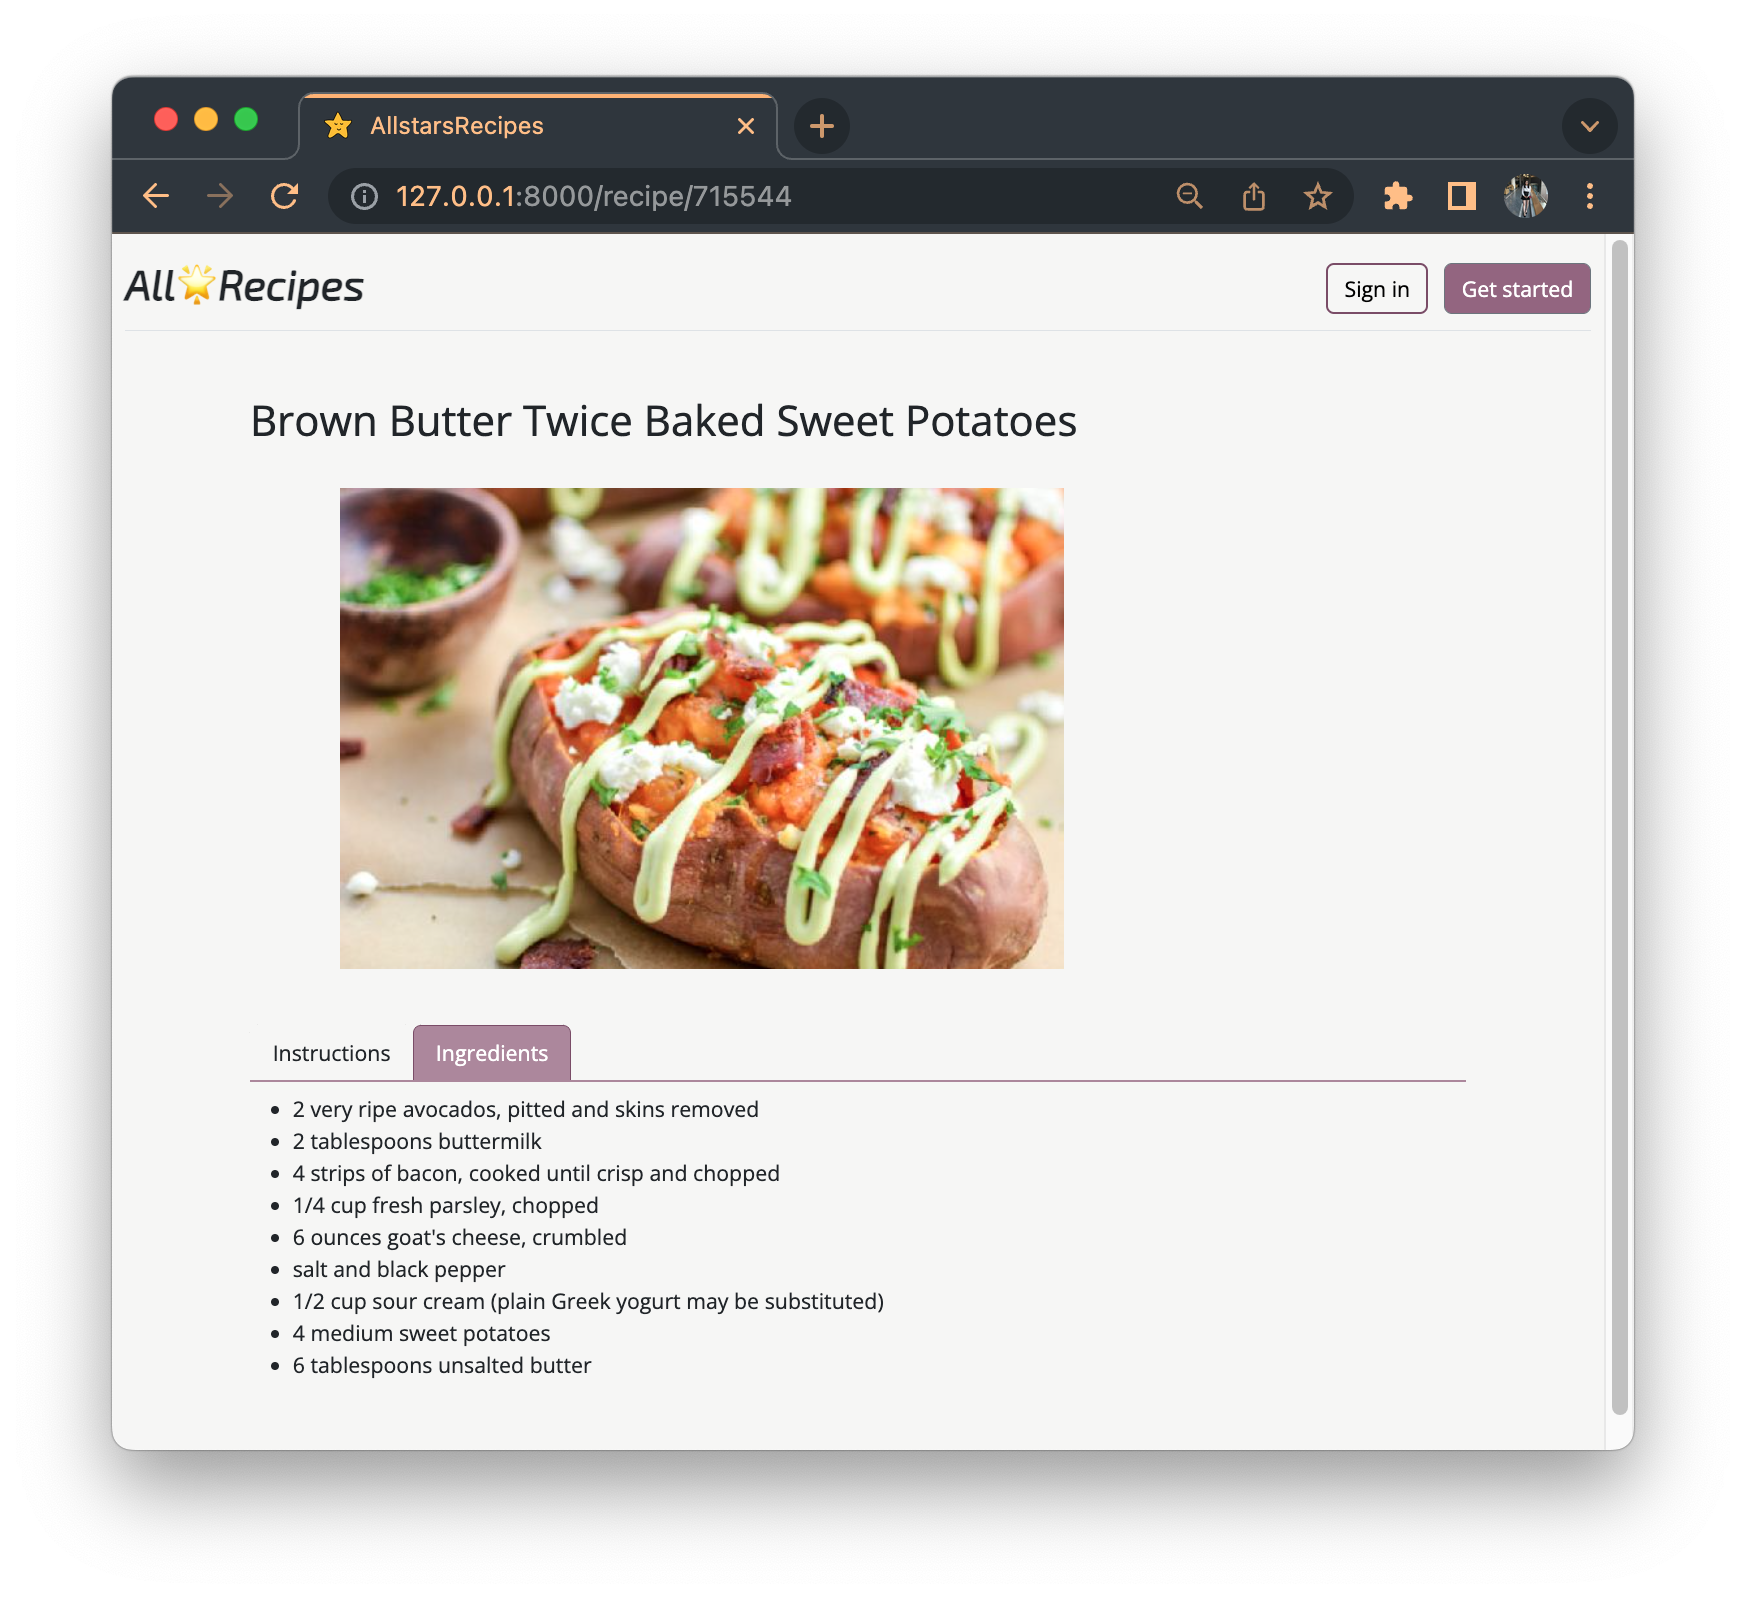 AllstarsRecipes
127.0.0.1:8000/recipe/715544
All🌟Recipes
Sign in
Get started
Brown Butter Twice Baked Sweet Potatoes
Instructions
Ingredients
• 2 very ripe avocados, pitted and skins removed
• 2 tablespoons buttermilk
• 4 strips of bacon, cooked until crisp and chopped
• 1/4 cup fresh parsley, chopped
• 6 ounces goat's cheese, crumbled
• salt and black pepper
• 1/2 cup sour cream (plain Greek yogurt may be substituted)
• 4 medium sweet potatoes
• 6 tablespoons unsalted butter